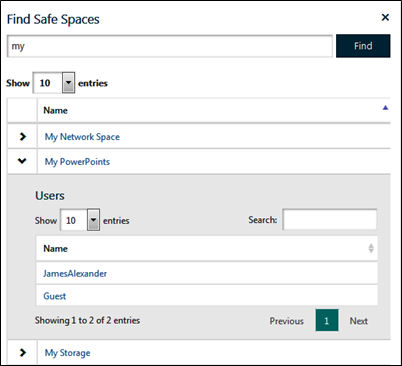 Find Safe Spaces ×
my Find
Show 10 entries
Name
My Network Space
My PowerPoints
Users
Show 10 entries Search:
Name
JamesAlexander
Guest
Showing 1 to 2 of 2 entries Previous 1 Next
My Storage